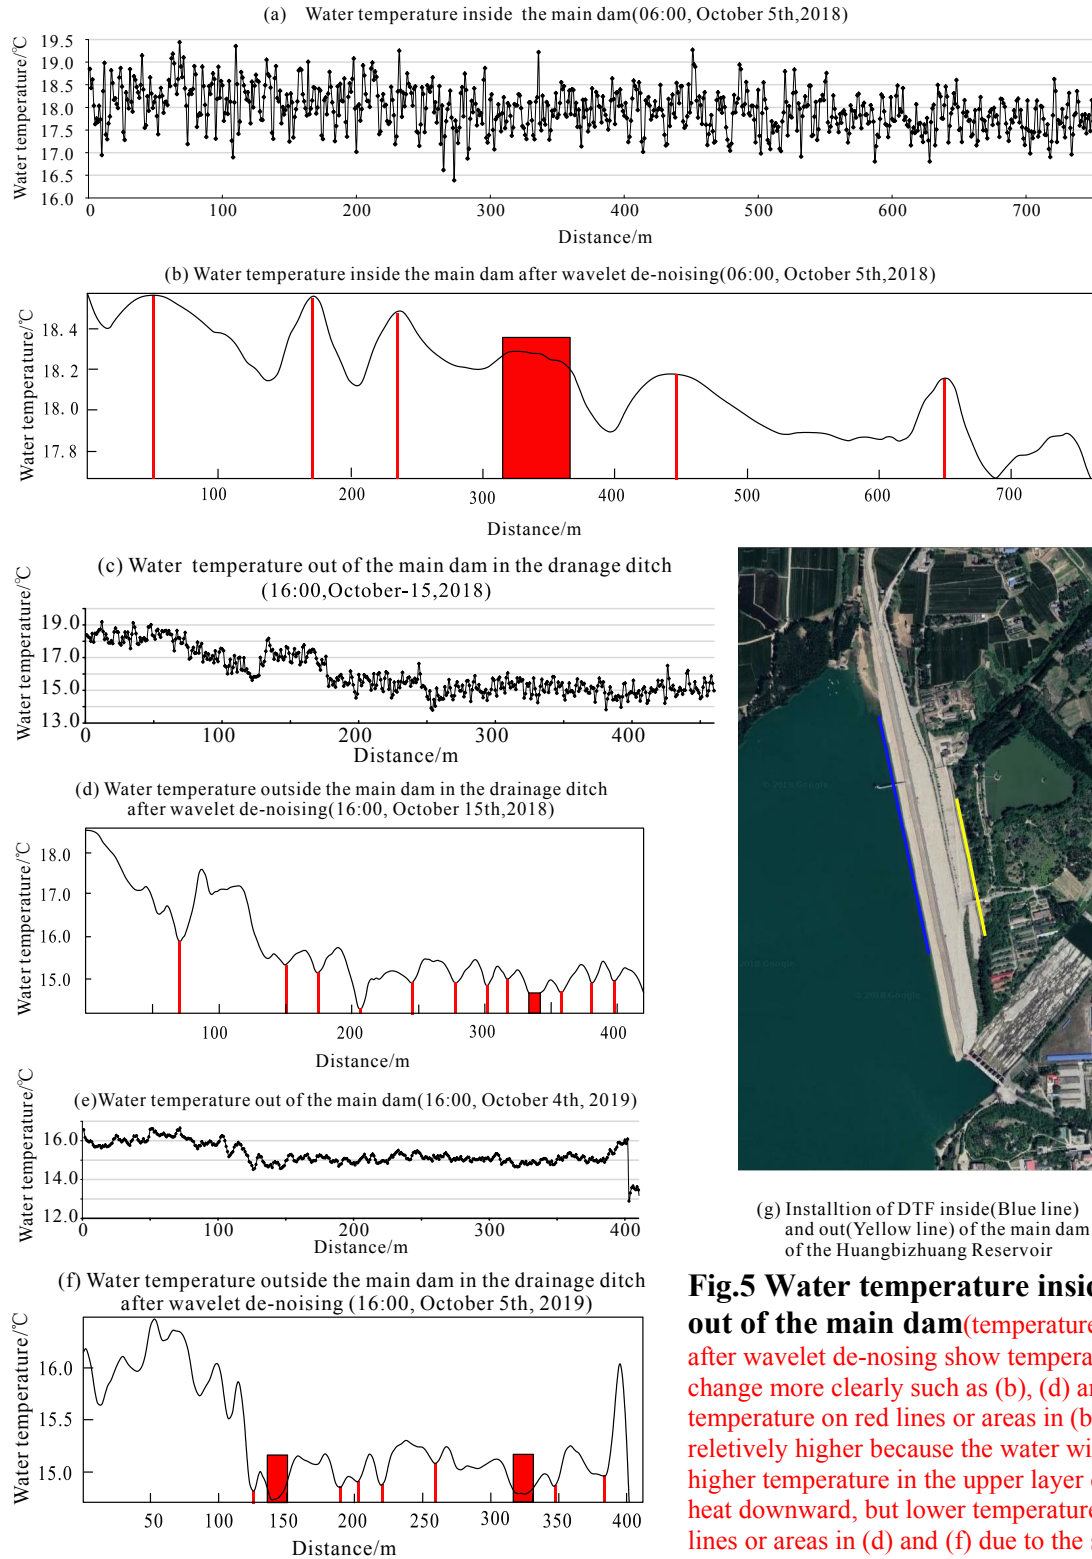 (a) Water temperature inside the main dam(06:00, October 5th,2018)
Water temperature/℃
19.5
19.0
18.5
18.0
17.5
17.0
16.5
16.0
0 100 200 300 400 500 600 700
Distance/m
(b) Water temperature inside the main dam after wavelet de-noising(06:00, October 5th,2018)
Water temperature/℃
18.4
18.2
18.0
17.8
100 200 300 400 500 600 700
Distance/m
(c) Water temperature out of the main dam in the dranage ditch
(16:00,October-15,2018)
Water temperature/℃
19.0
17.0
15.0
13.0
0 100 200 300 400
Distance/m
(d) Water temperature outside the main dam in the drainage ditch
after wavelet de-noising(16:00, October 15th,2018)
Water temperature/℃
18.0
17.0
16.0
15.0
100 200 300 400
Distance/m
(e)Water temperature out of the main dam(16:00, October 4th, 2019)
Water temperature/℃
16.0
14.0
12.0
0 50 100 150 200 250 300 350 400
Distance/m
(f) Water temperature outside the main dam in the drainage ditch
after wavelet de-noising (16:00, October 5th, 2019)
Water temperature/℃
16.0
15.5
15.0
50 100 150 200 250 300 350 400
Distance/m
© 2018 Google
2018 Google
© 2018 Google
(g) Installtion of DTF inside(Blue line)
and out(Yellow line) of the main dam
of the Huangbizhuang Reservoir
Fig.5 Water temperature insid
out of the main dam(temperature
after wavelet de-nosing show tempera
change more clearly such as (b), (d) a
temperature on red lines or areas in (b
reletively higher because the water wi
higher temperature in the upper layer
heat downward, but lower temperature
lines or areas in (d) and (f) due to the